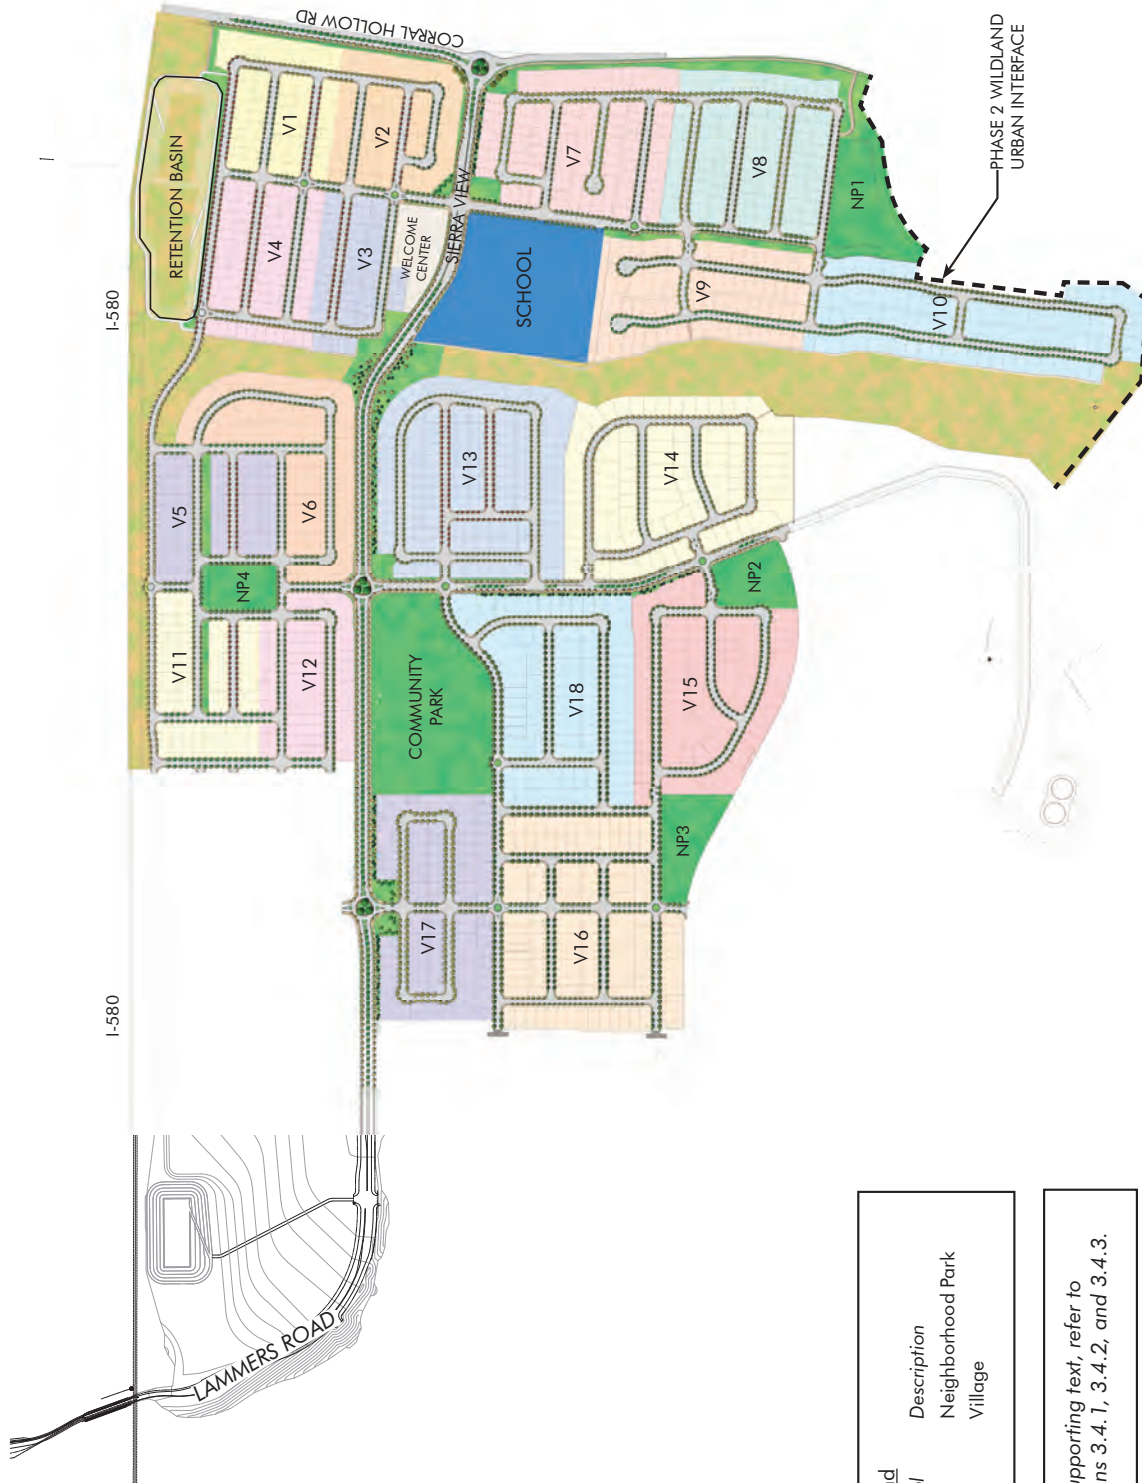 CORRAL HOLLOW RD
RETENTION BASIN
I-580
V1
V2
V4
V3
WELCOME
CENTER
SIERRA VIEW
SCHOOL
V7
V8
NP1
V9
V10
PHASE 2 WILDLAND
URBAN INTERFACE
V5
V6
NP4
V11
V12
V13
V14
NP2
COMMUNITY
PARK
V18
V15
NP3
V17
V16
I-580
LAMMERS ROAD
Description
Neighborhood Park
Village
upporting text, refer to
ns 3.4.1, 3.4.2, and 3.4.3.